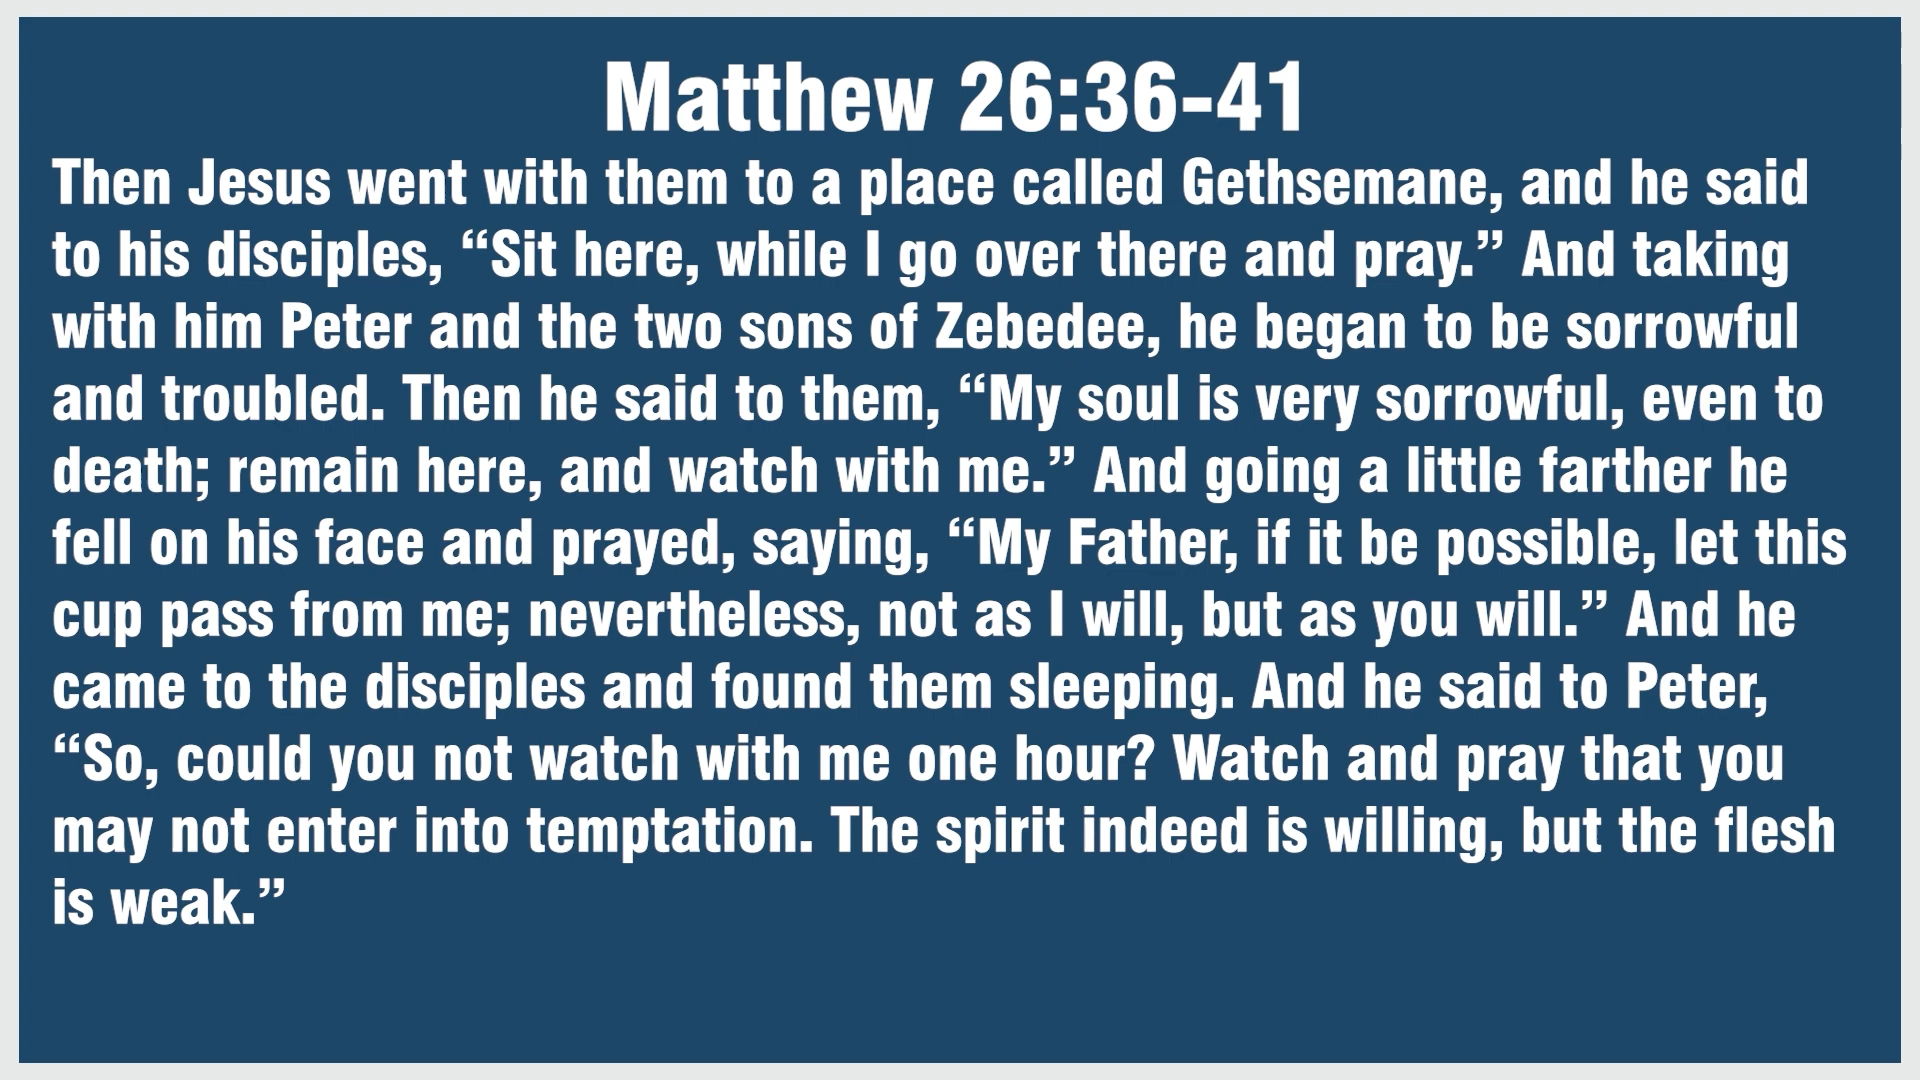 Matthew 26:36-41
Then Jesus went with them to a place called Gethsemane, and he said
to his disciples, “Sit here, while I go over there and pray.” And taking
with him Peter and the two sons of Zebedee, he began to be sorrowful
and troubled. Then he said to them, “My soul is very sorrowful, even to
death; remain here, and watch with me.” And going a little farther he
fell on his face and prayed, saying, “My Father, if it be possible, let this
cup pass from me; nevertheless, not as I will, but as you will.” And he
came to the disciples and found them sleeping. And he said to Peter,
“So, could you not watch with me one hour? Watch and pray that you
may not enter into temptation. The spirit indeed is willing, but the flesh
is weak.”